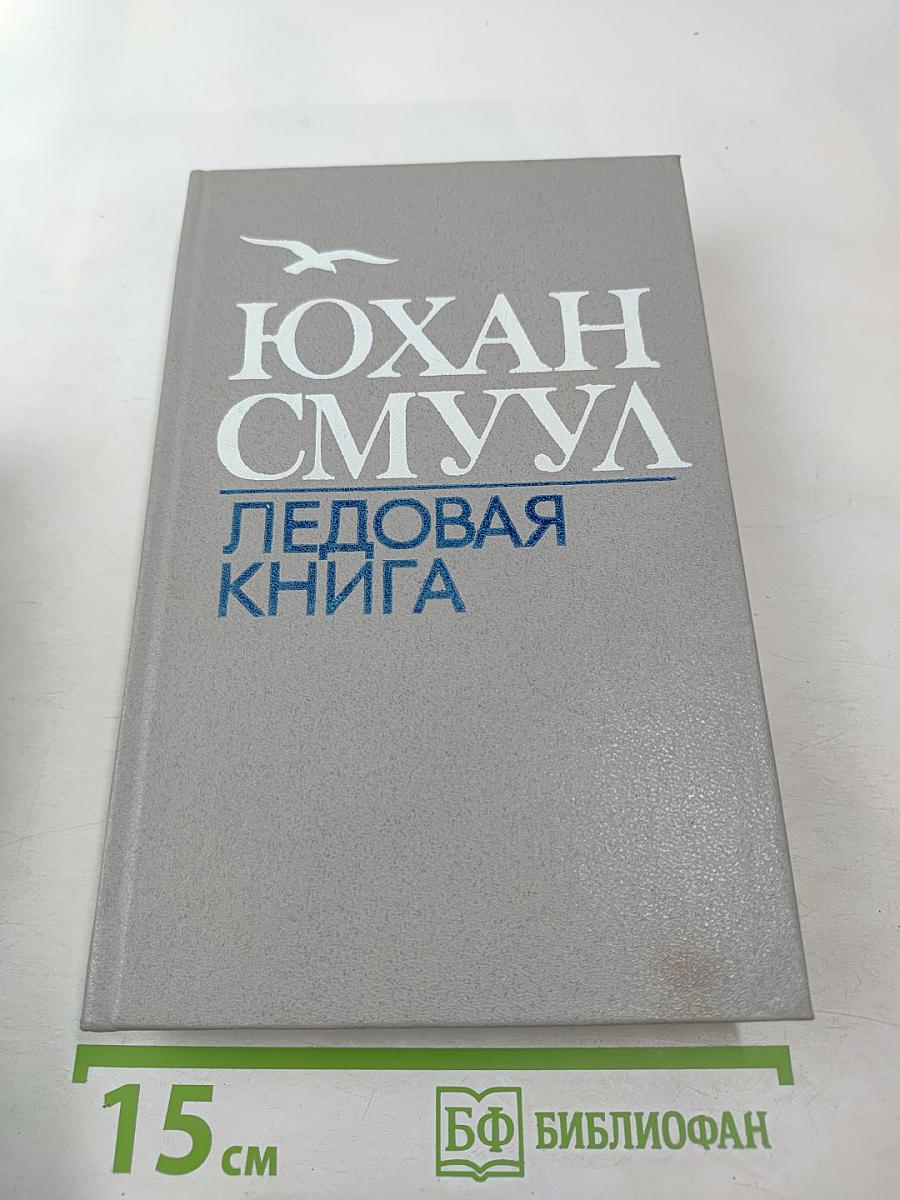 ЮХАН
СМУУЛ
ЛЕДОВАЯ
КНИГА
15 см
БФ БИБЛИОФАН